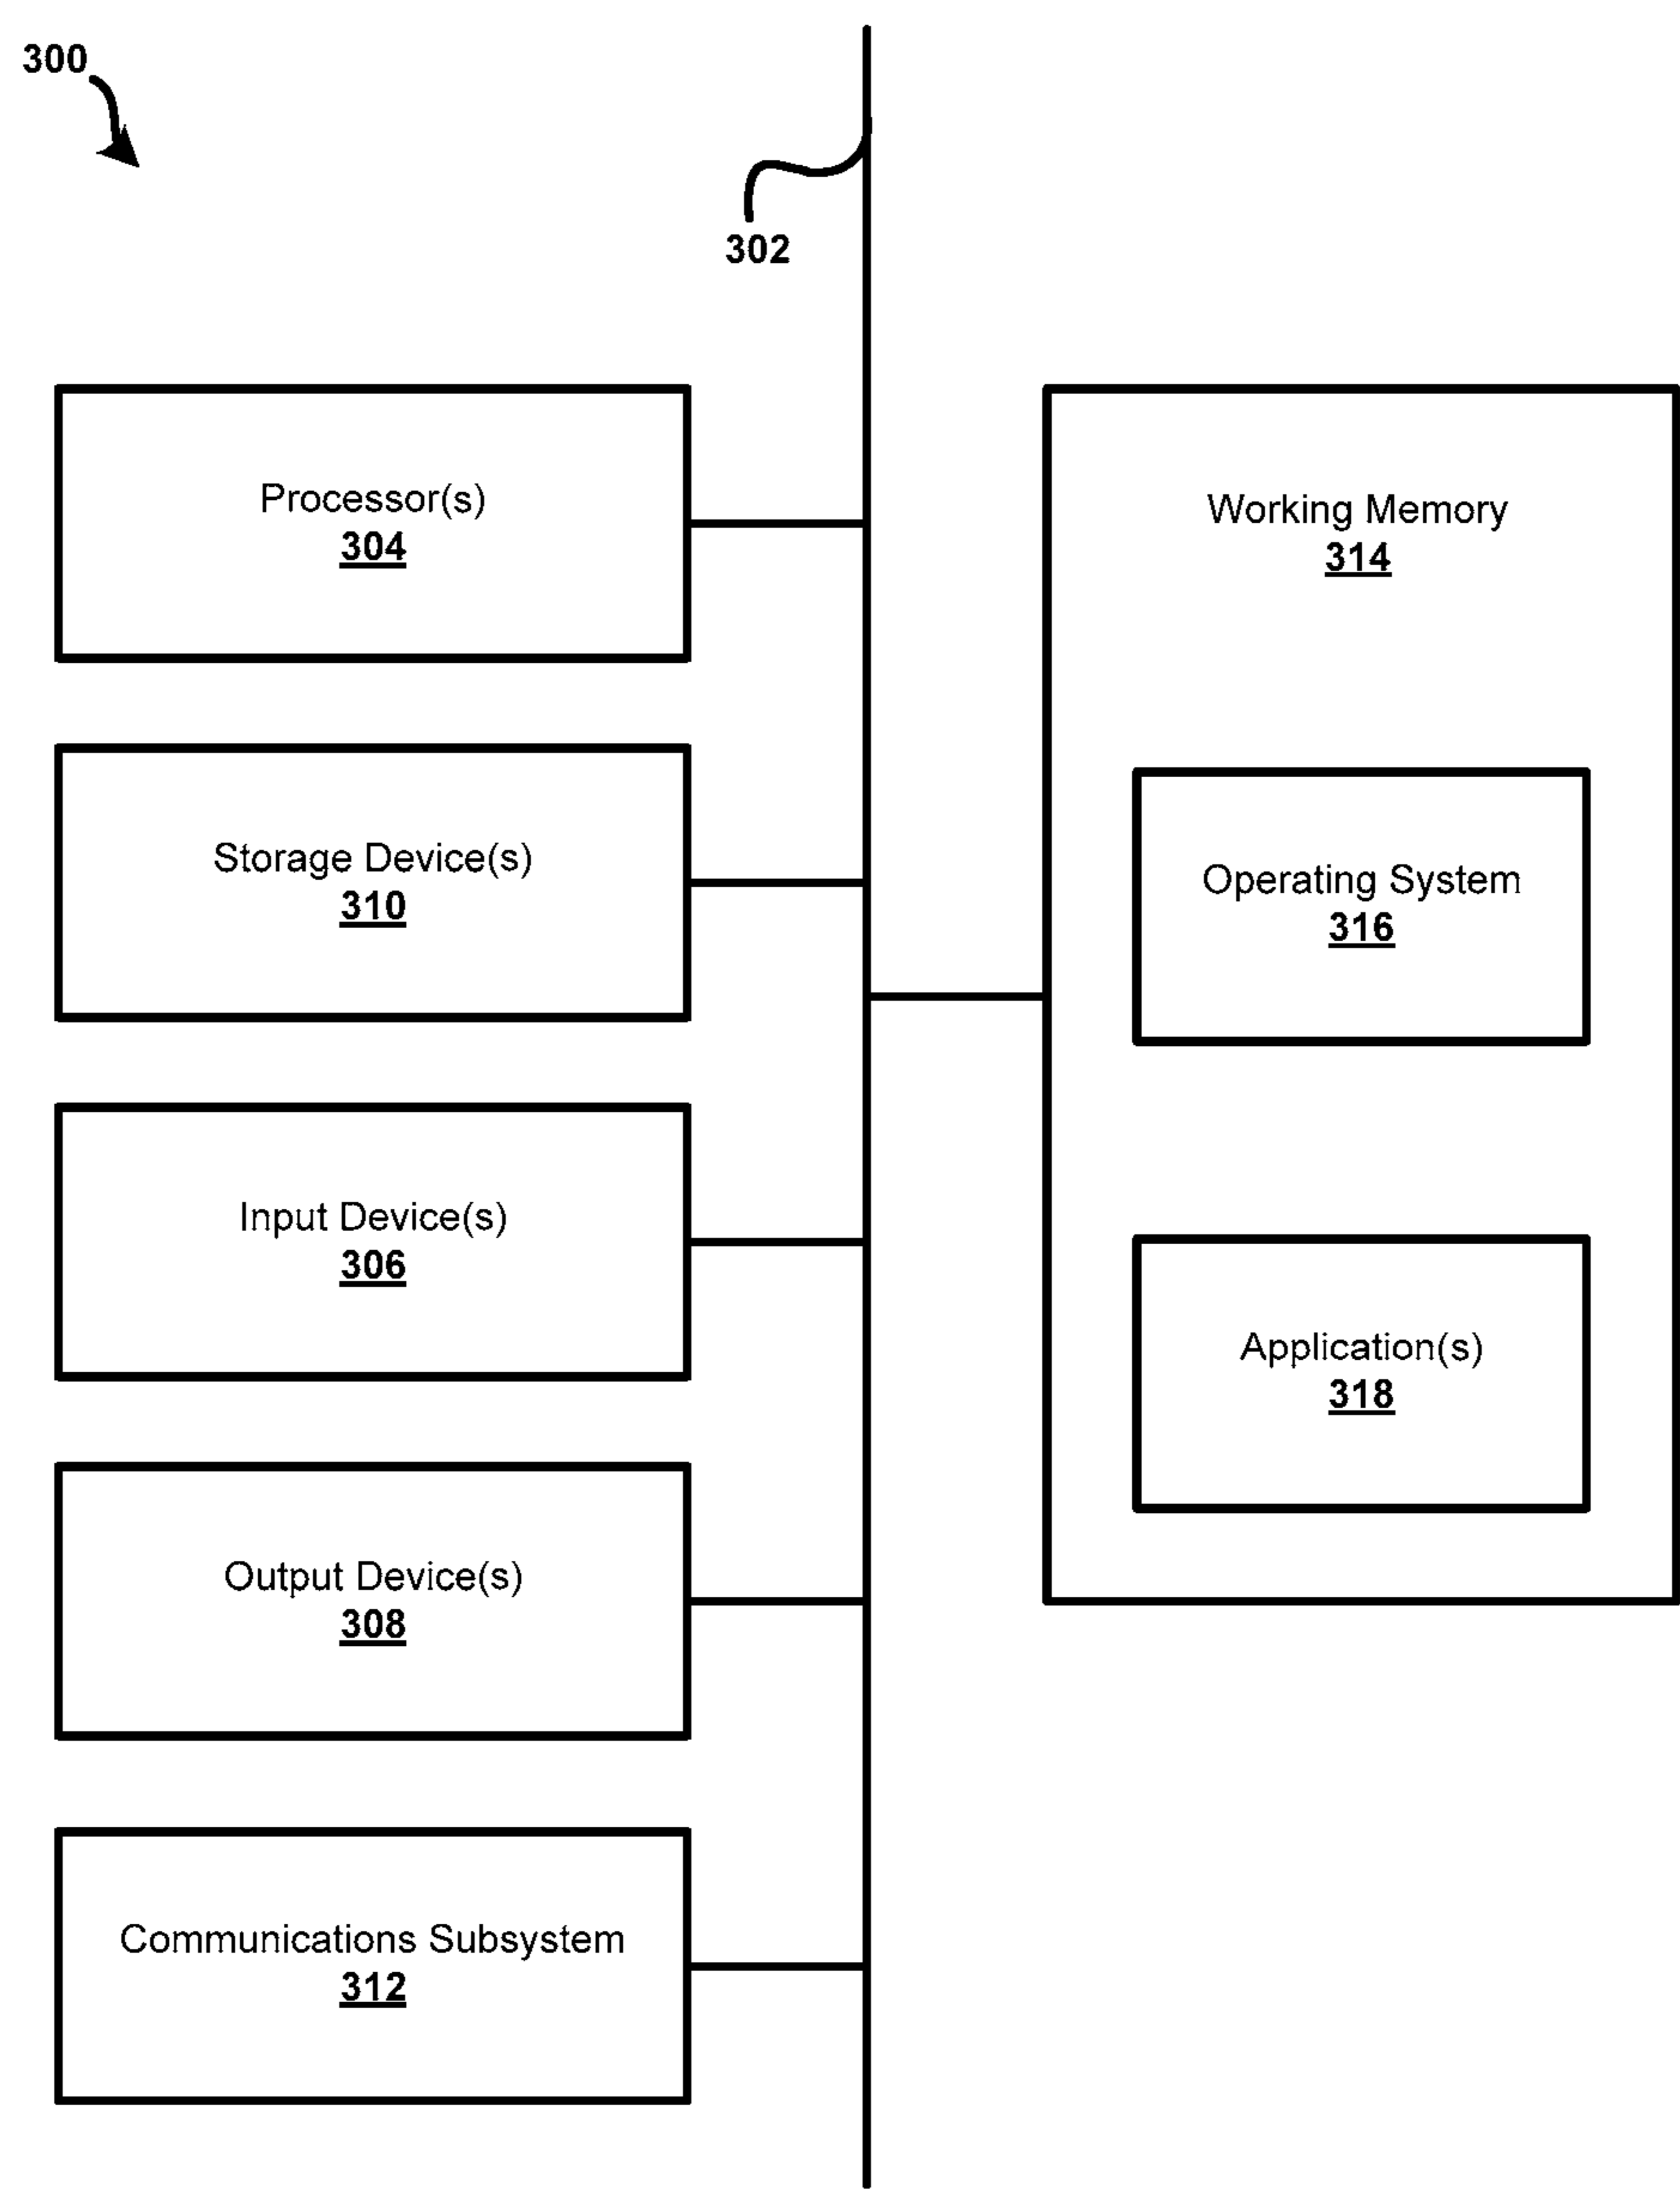 300
302
Processor(s)
304
Storage Device(s)
310
Input Device(s)
306
Output Device(s)
308
Communications Subsystem
312
Working Memory
314
Operating System
316
Application(s)
318